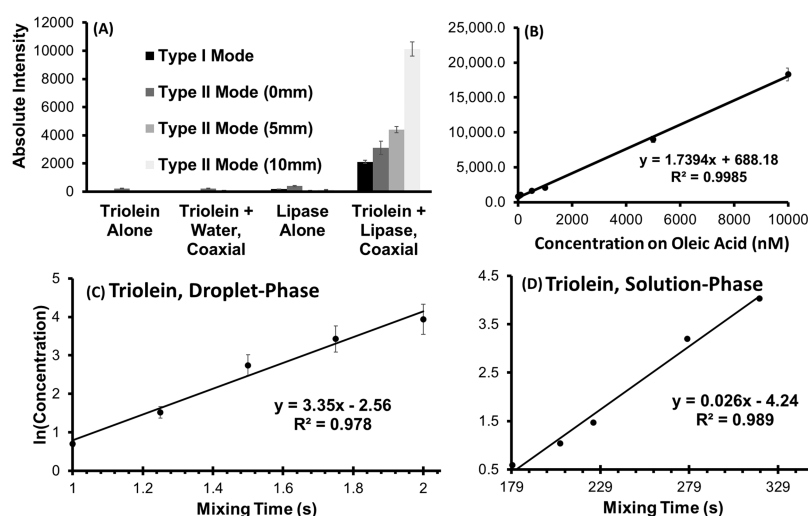 (A)
Absolute Intensity
12000
10000
8000
6000
4000
2000
0
Type I Mode
Type II Mode (0mm)
Type II Mode (5mm)
Type II Mode (10mm)
Triolein
Alone
Triolein +
Water,
Coaxial
Lipase
Alone
Triolein +
Lipase,
Coaxial
(B)
25,000.0
20,000.0
15,000.0
10,000.0
5,000.0
0.0
y = 1.7394x + 688.18
R² = 0.9985
0 2000 4000 6000 8000 10000
Concentration on Oleic Acid (nM)
(C) Triolein, Droplet-Phase
ln(Concentration)
5
4
3
2
1
0
y = 3.35x - 2.56
R² = 0.978
1 1.2 1.4 1.6 1.8 2
Mixing Time (s)
(D) Triolein, Solution-Phase
4.5
3.5
2.5
1.5
0.5
y = 0.026x - 4.24
R² = 0.989
179 229 279 329
Mixing Time (s)